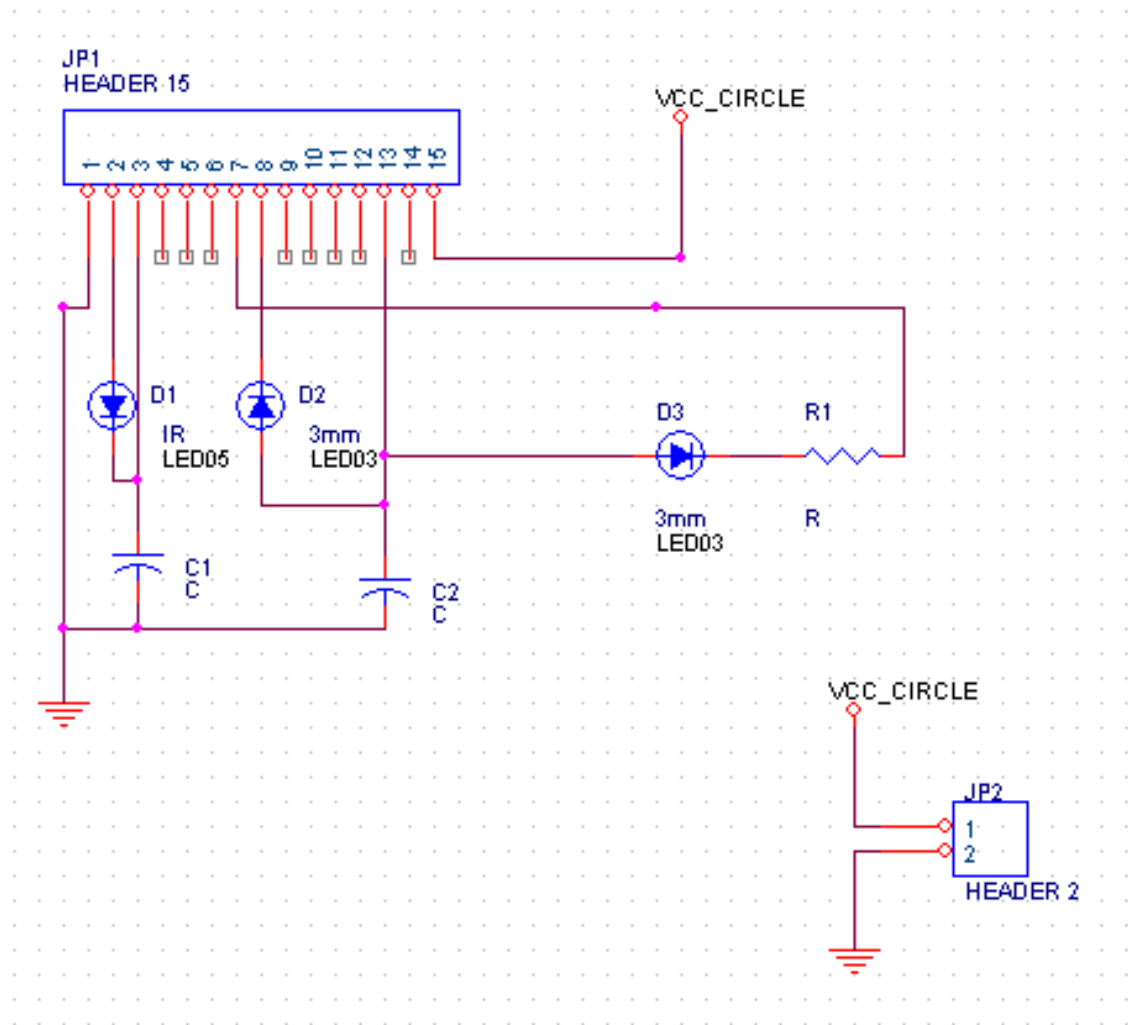 JP1
HEADER 15
1 2 3 4 5 6 7 8 9 10 11 12 13 14 15
VCC_CIRCLE
D1
IR
LED05
D2
3mm
LED03
D3
3mm
LED03
R1
R
C1
C
C2
C
VCC_CIRCLE
JP2
1
2
HEADER 2